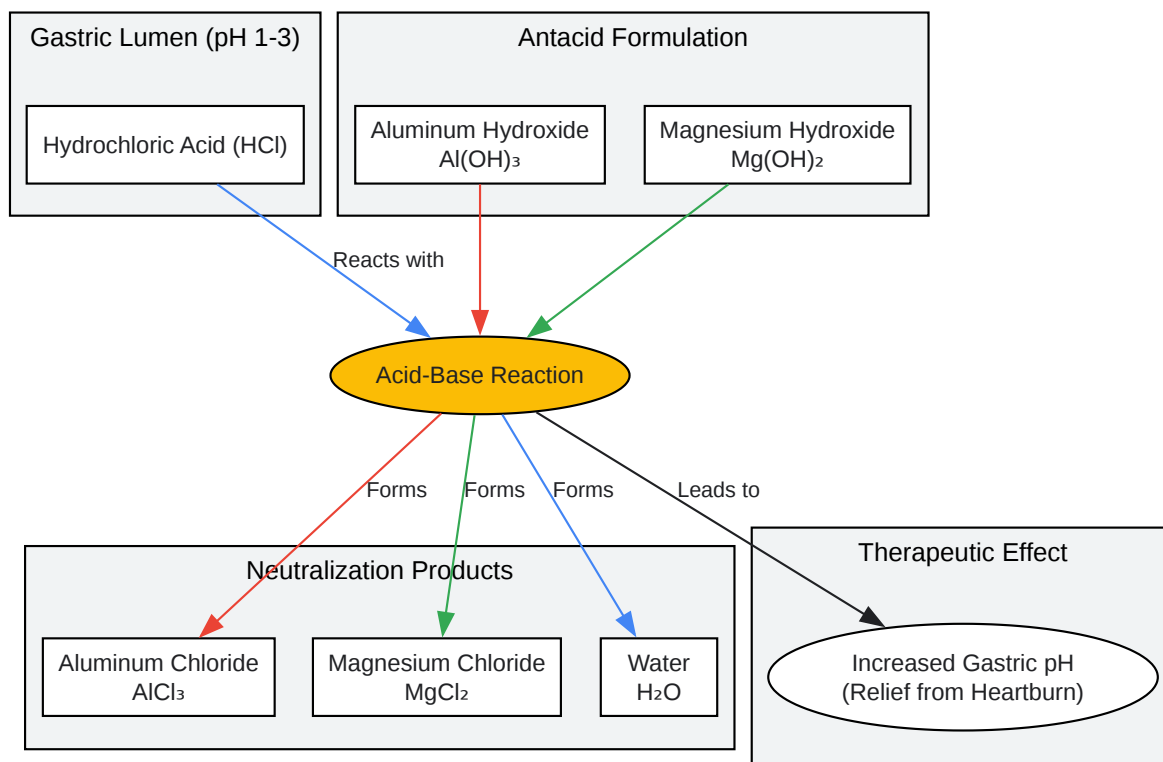 Gastric Lumen (pH 1-3)
Antacid Formulation
Hydrochloric Acid (HCl)
Aluminum Hydroxide
Al(OH)₃
Magnesium Hydroxide
Mg(OH)₂
Reacts with
Acid-Base Reaction
Forms
Forms
Forms
Leads to
Neutralization Products
Therapeutic Effect
Aluminum Chloride
AlCl₃
Magnesium Chloride
MgCl₂
Water
H₂O
Increased Gastric pH
(Relief from Heartburn)